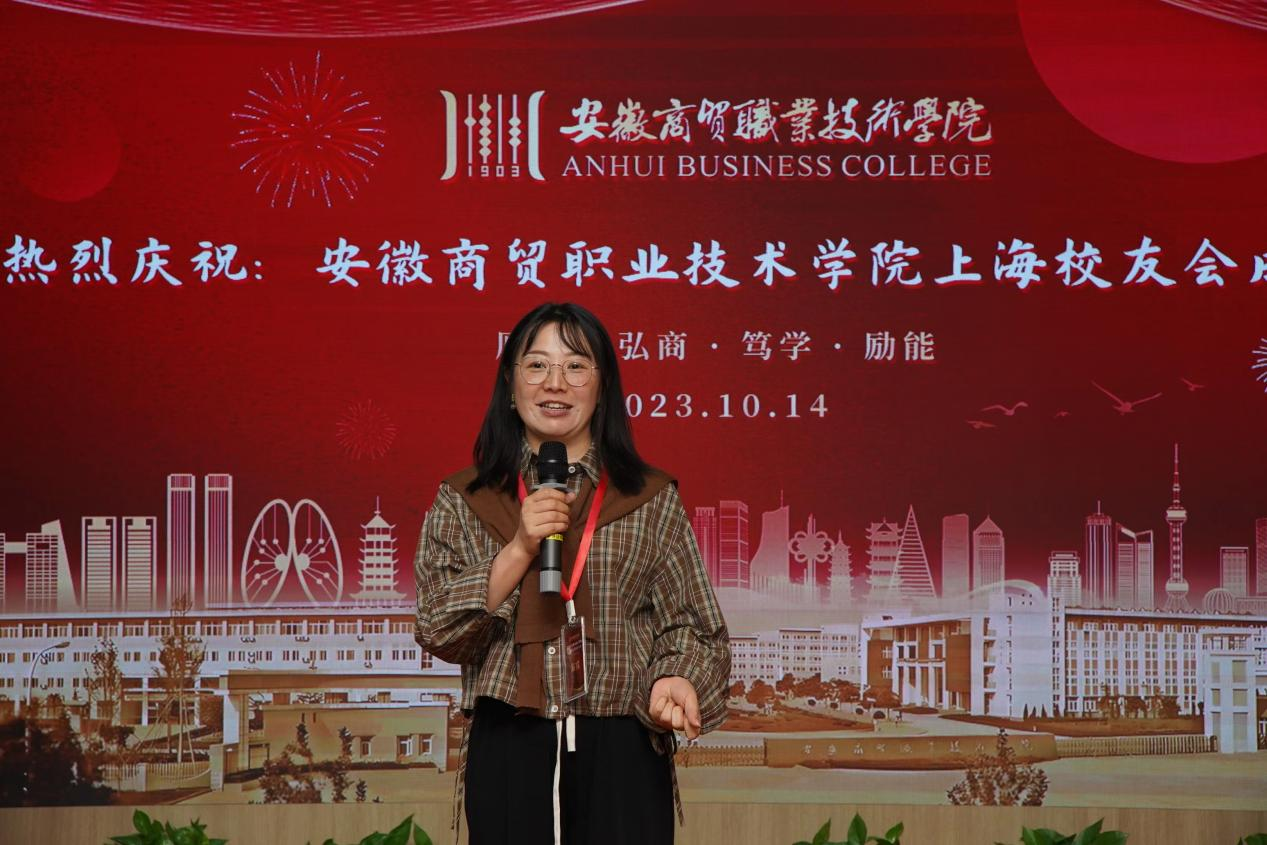 安徽商贸職業技術學院
1903
ANHUI BUSINESS COLLEGE
热烈庆祝：安徽商贸职业技术学院上海校友会
弘商·笃学·励能
023.10.14